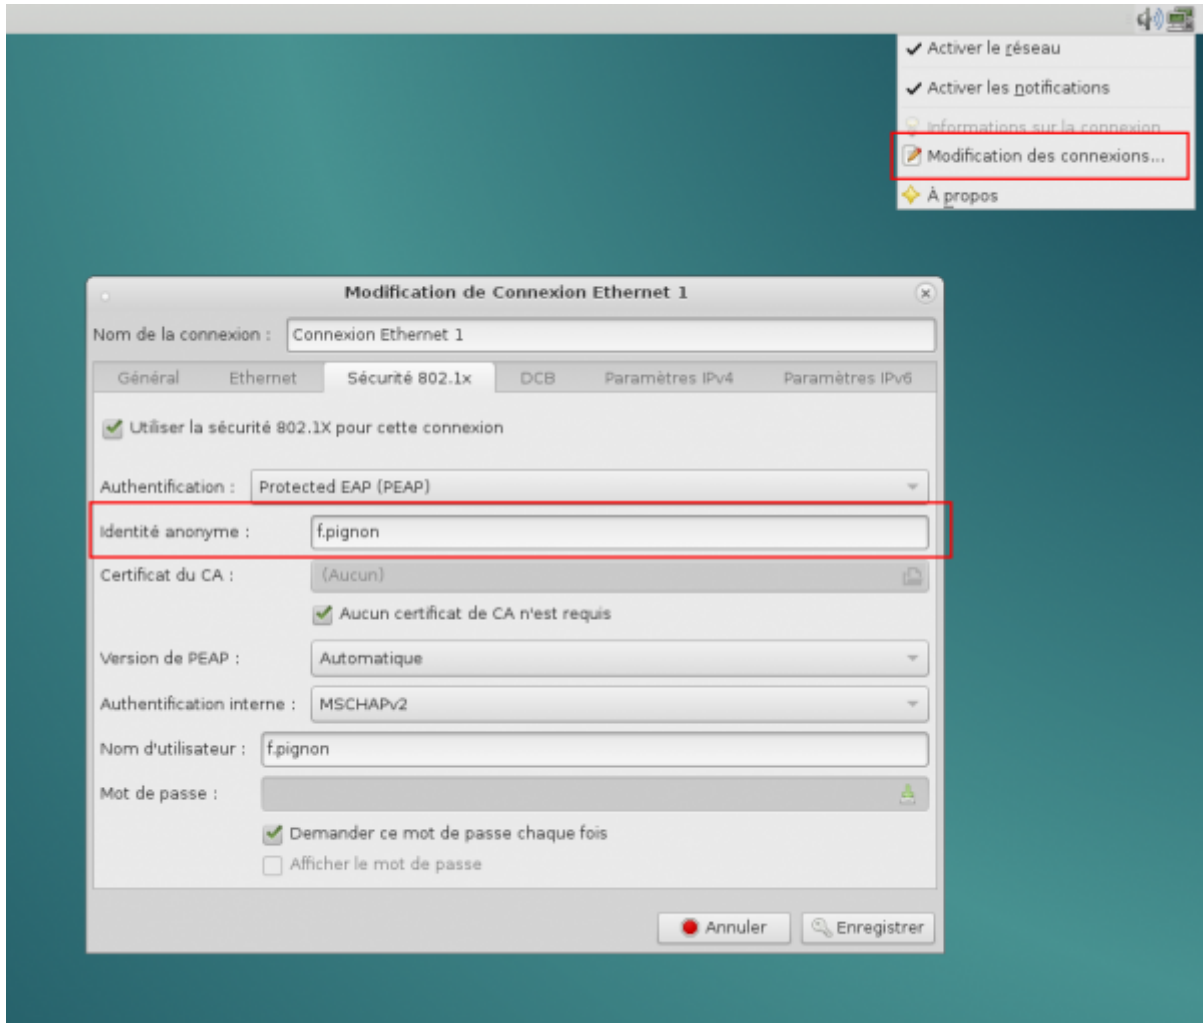 Activer le réseau
Activer les notifications
Informations sur la connexion
Modification des connexions...
À propos
Modification de Connexion Ethernet 1
Nom de la connexion : Connexion Ethernet 1
Général Ethernet Sécurité 802.1x DCB Paramètres IPv4 Paramètres IPv6
Utiliser la sécurité 802.1X pour cette connexion
Authentification : Protected EAP (PEAP)
Identité anonyme : f.pignon
Certificat du CA : (Aucun)
Aucun certificat de CA n'est requis
Version de PEAP : Automatique
Authentification interne : MSCHAPv2
Nom d'utilisateur : f.pignon
Mot de passe :
Demander ce mot de passe chaque fois
Afficher le mot de passe
Annuler Enregistrer